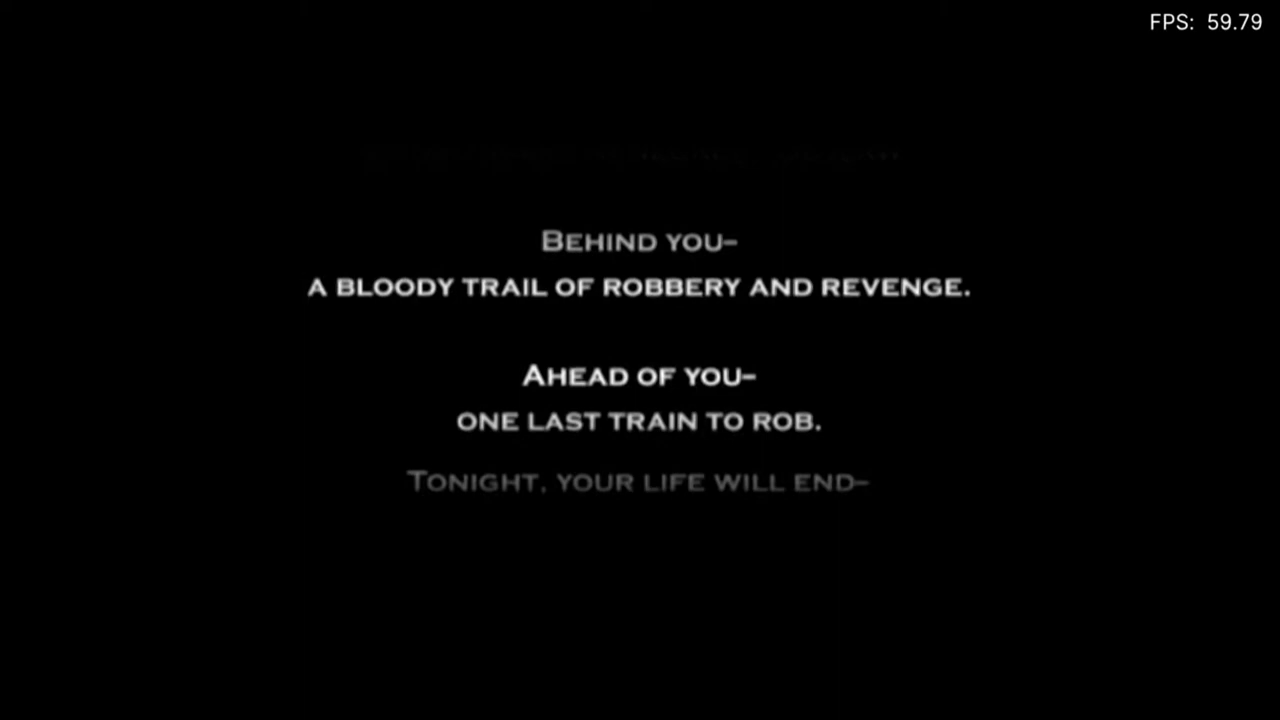 FPS: 59.79
BEHIND YOU–
A BLOODY TRAIL OF ROBBERY AND REVENGE.
AHEAD OF YOU–
ONE LAST TRAIN TO ROB.
TONIGHT, YOUR LIFE WILL END–